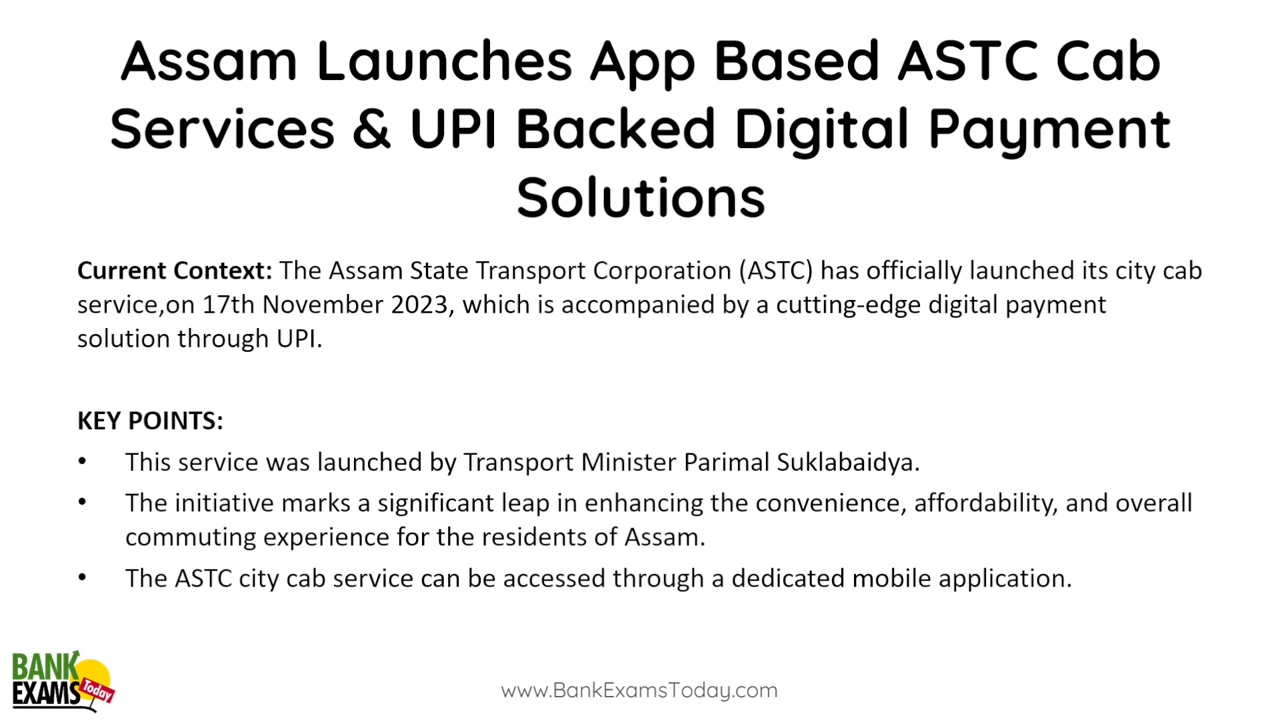 Assam Launches App Based ASTC Cab
Services & UPI Backed Digital Payment
Solutions
Current Context: The Assam State Transport Corporation (ASTC) has officially launched its city cab
service,on 17th November 2023, which is accompanied by a cutting-edge digital payment
solution through UPI.
KEY POINTS:
• This service was launched by Transport Minister Parimal Suklabaidya.
• The initiative marks a significant leap in enhancing the convenience, affordability, and overall
commuting experience for the residents of Assam.
• The ASTC city cab service can be accessed through a dedicated mobile application.
BANK
EXAMS
Today
www.BankExamsToday.com